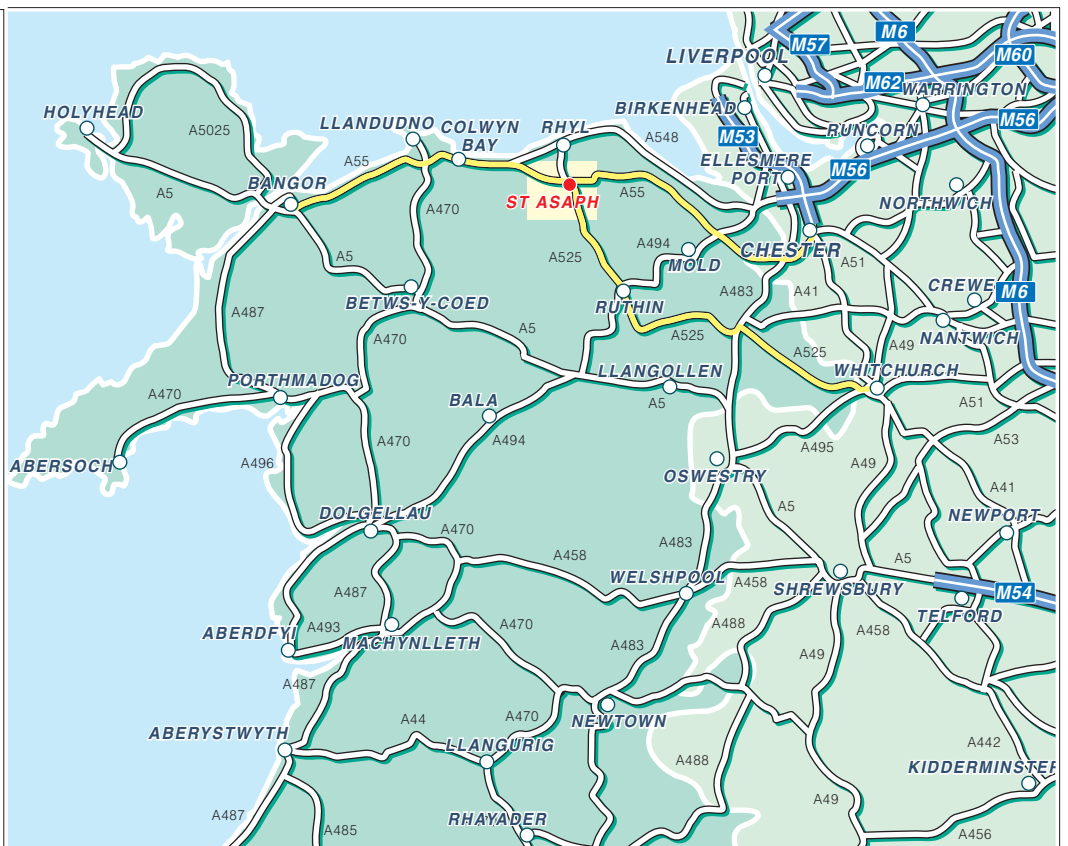 M57
M6
LIVERPOOL
M60
M62
WARRINGTON
HOLYHEAD
BIRKENHEAD
A5025
LLANDUDNO
COLWYN
BAY
RHYL
A548
M53
M56
RUNCORN
ELLESMERE
PORT
M56
A55
A5
BANGOR
ST ASAPH
A55
NORTHWICH
A470
A494
MOLD
A525
A5
CHESTER
A51
A483
A41
CREWE
M6
BETWS-Y-COED
RUTHIN
A487
A470
A5
A525
A525
A49
NANTWICH
PORTHMADOG
LLANGOLLEN
WHITCHURCH
A470
BALA
A5
A51
A470
A494
A495
A53
ABERSOCH
A496
A49
OSWESTRY
A41
DOLGELLAU
A5
NEWPORT
A470
A458
A483
A5
WELSHPOOL
A458
SHREWSBURY
M54
A487
TELFORD
ABERDFYI
A493
MACHYNLLETH
A470
A483
A488
A458
A49
A487
A470
NEWTOWN
ABERYSTWYTH
A44
LLANGURIG
A442
A488
KIDDERMINSTER
A49
A487
A485
RHAYADER
A456